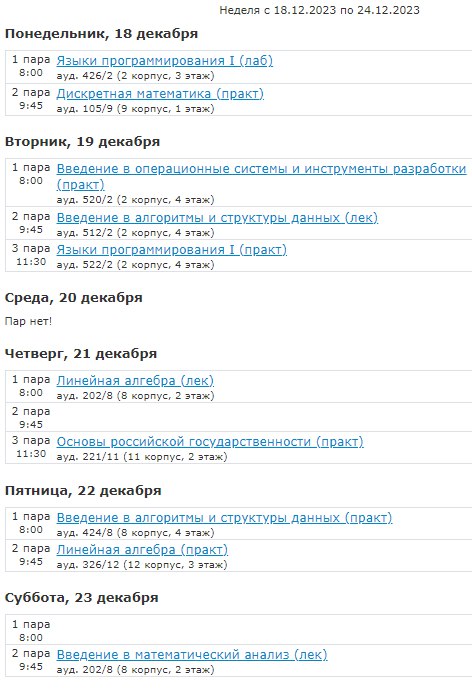 Неделя с 18.12.2023 по 24.12.2023
Понедельник, 18 декабря
1 пара Языки программирования I (лаб)
8:00 ауд. 426/2 (2 корпус, 3 этаж)
2 пара Дискретная математика (практ)
9:45 ауд. 105/9 (9 корпус, 1 этаж)
Вторник, 19 декабря
1 пара Введение в операционные системы и инструменты разработки
8:00 (практ)
ауд. 520/2 (2 корпус, 4 этаж)
2 пара Введение в алгоритмы и структуры данных (лек)
9:45 ауд. 512/2 (2 корпус, 4 этаж)
3 пара Языки программирования I (практ)
11:30 ауд. 522/2 (2 корпус, 4 этаж)
Среда, 20 декабря
Пар нет!
Четверг, 21 декабря
1 пара Линейная алгебра (лек)
8:00 ауд. 202/8 (8 корпус, 2 этаж)
2 пара
9:45
3 пара Основы российской государственности (практ)
11:30 ауд. 221/11 (11 корпус, 2 этаж)
Пятница, 22 декабря
1 пара Введение в алгоритмы и структуры данных (практ)
8:00 ауд. 424/8 (8 корпус, 4 этаж)
2 пара Линейная алгебра (практ)
9:45 ауд. 326/12 (12 корпус, 3 этаж)
Суббота, 23 декабря
1 пара
8:00
2 пара Введение в математический анализ (лек)
9:45 ауд. 202/8 (8 корпус, 2 этаж)